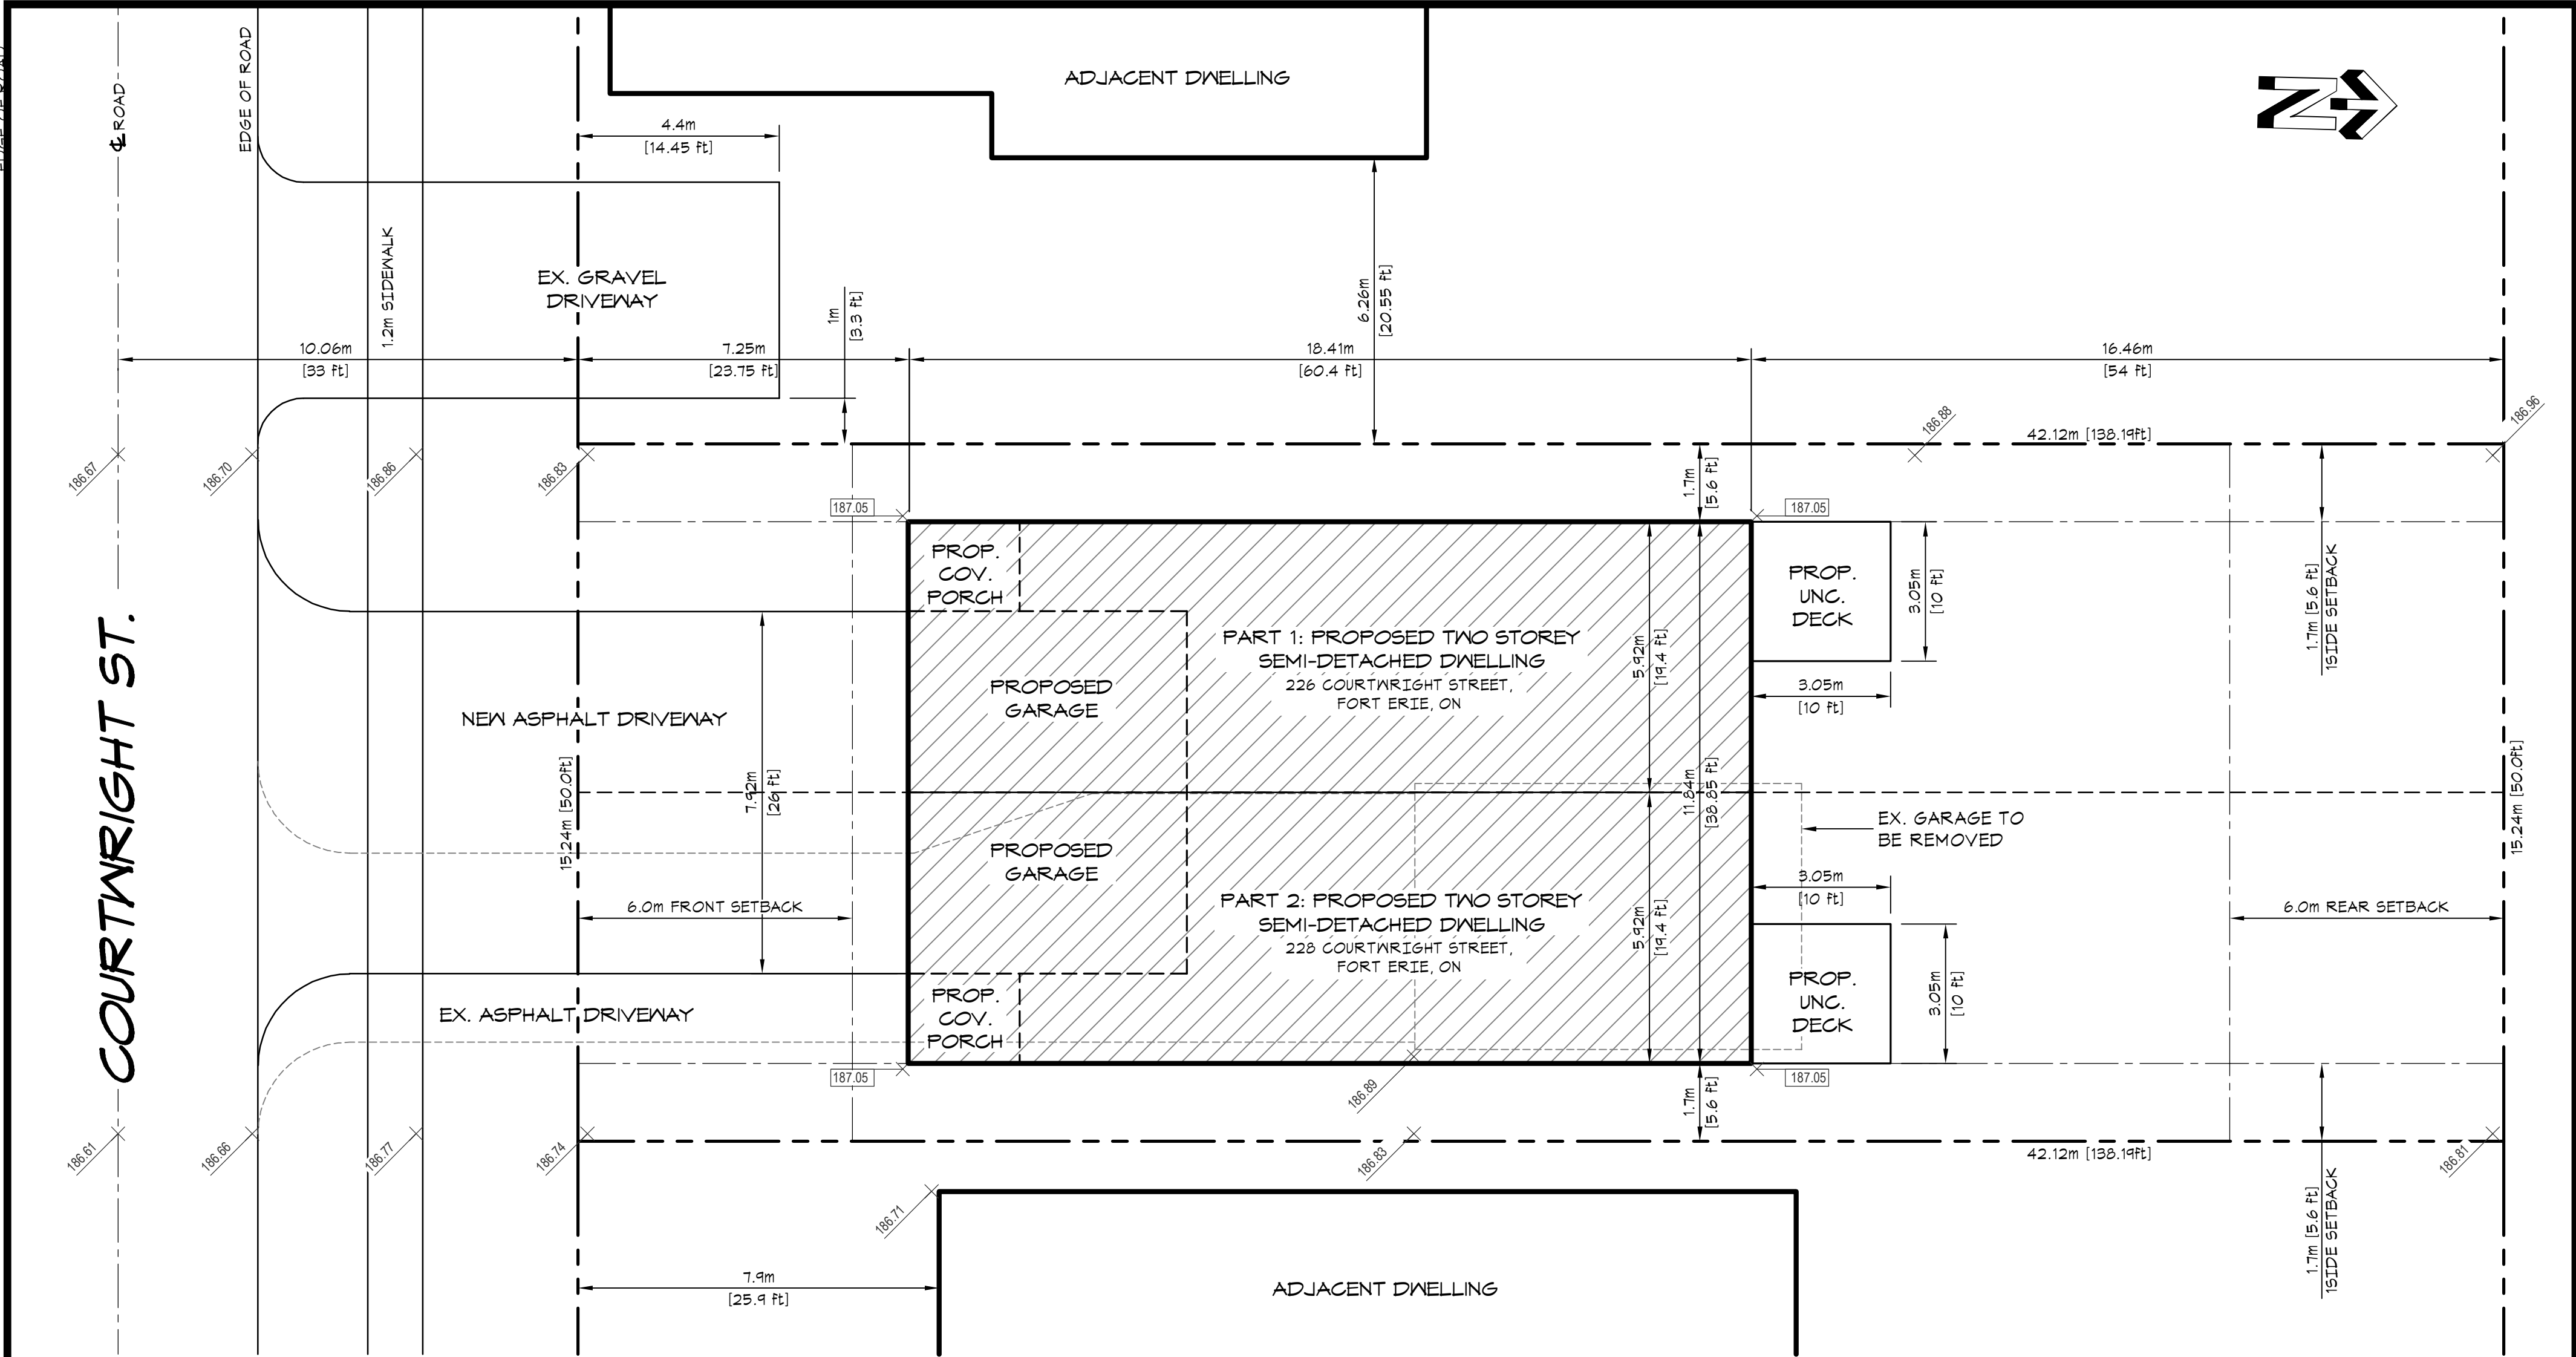 ADJACENT DWELLING
N
℄ ROAD
EDGE OF ROAD
4.4m
[14.45 ft]
1.2m SIDEWALK
EX. GRAVEL
DRIVEWAY
1m
[3.3 ft]
6.26m
[20.55 ft]
10.06m
[33 ft]
7.25m
[23.75 ft]
18.41m
[60.4 ft]
16.46m
[54 ft]
186.67
186.70
186.86
186.83
186.88
186.96
42.12m [138.19ft]
187.05
187.05
1.7m
[5.6 ft]
PROP.
COV.
PORCH
PROP.
UNC.
DECK
3.05m
[10 ft]
3.05m
[10 ft]
1.7m [5.6 ft]
1SIDE SETBACK
PART 1: PROPOSED TWO STOREY
SEMI-DETACHED DWELLING
226 COURTWRIGHT STREET,
FORT ERIE, ON
5.92m
[19.4 ft]
PROPOSED
GARAGE
NEW ASPHALT DRIVEWAY
COURTWRIGHT ST.
15.24m [50.0ft]
7.92m
[26 ft]
11.84m
[38.85 ft]
15.24m [50.0ft]
EX. GARAGE TO
BE REMOVED
PROPOSED
GARAGE
6.0m FRONT SETBACK
PART 2: PROPOSED TWO STOREY
SEMI-DETACHED DWELLING
228 COURTWRIGHT STREET,
FORT ERIE, ON
5.92m
[19.4 ft]
3.05m
[10 ft]
6.0m REAR SETBACK
PROP.
UNC.
DECK
3.05m
[10 ft]
EX. ASPHALT DRIVEWAY
PROP.
COV.
PORCH
187.05
187.05
186.89
1.7m
[5.6 ft]
186.61
186.66
186.77
186.74
186.83
42.12m [138.19ft]
186.81
186.71
1.7m [5.6 ft]
1SIDE SETBACK
7.9m
[25.9 ft]
ADJACENT DWELLING